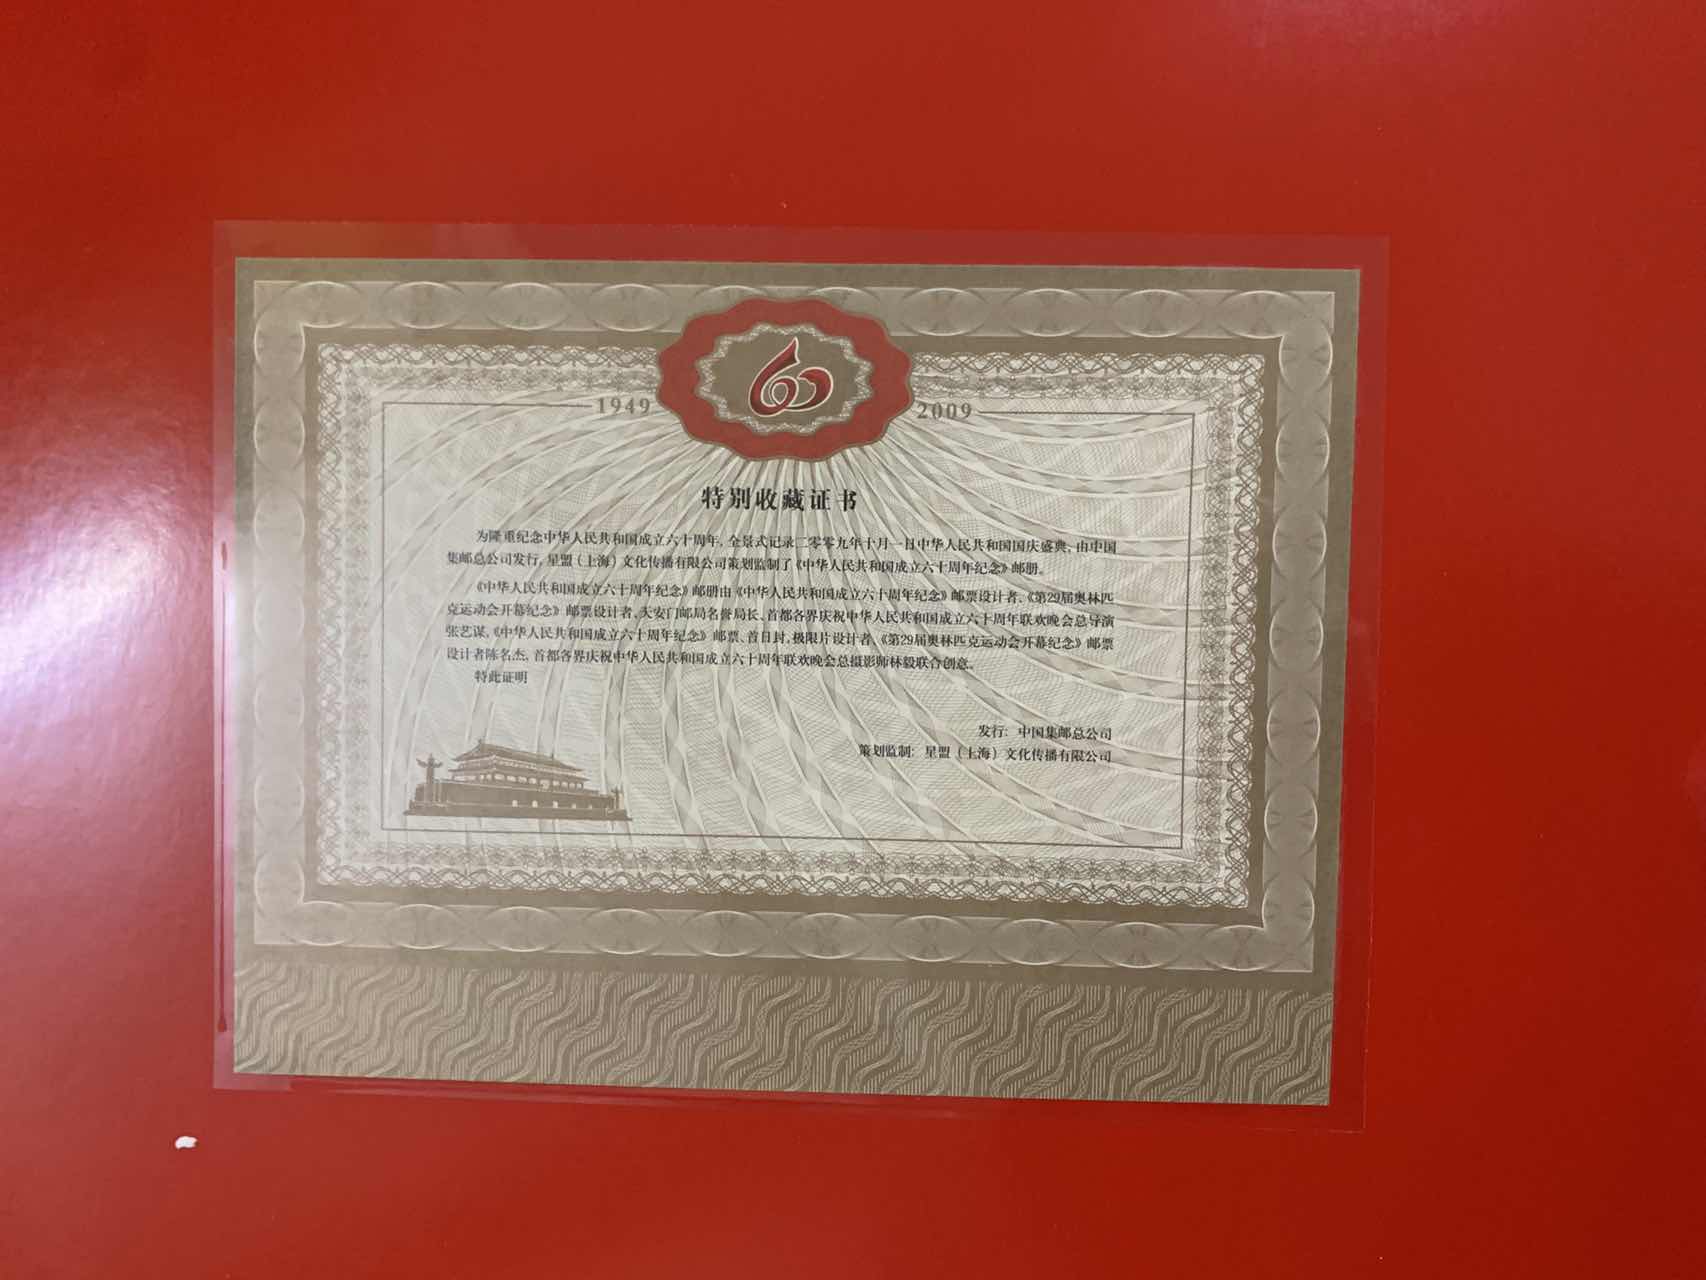 1949
60
2009
特别收藏证书
为隆重纪念中华人民共和国成立六十周年，全景式记录二零零九年十月一日中华人民共和国国庆盛典，由中国
集邮总公司发行，星盟（上海）文化传播有限公司策划监制了《中华人民共和国成立六十周年纪念》邮册。
《中华人民共和国成立六十周年纪念》邮册由《中华人民共和国成立六十周年纪念》邮票设计者、《第29届奥林匹
克运动会开幕纪念》邮票设计者、天安门邮局名誉局长、首都各界庆祝中华人民共和国成立六十周年联欢晚会总导演
张艺谋，《中华人民共和国成立六十周年纪念》邮票、首日封，极限片设计者、《第29届奥林匹克运动会开幕纪念》邮票
设计者陈名杰，首都各界庆祝中华人民共和国成立六十周年联欢晚会总摄影师林毅联合创意。
特此证明
发行：中国集邮总公司
策划监制：星盟（上海）文化传播有限公司